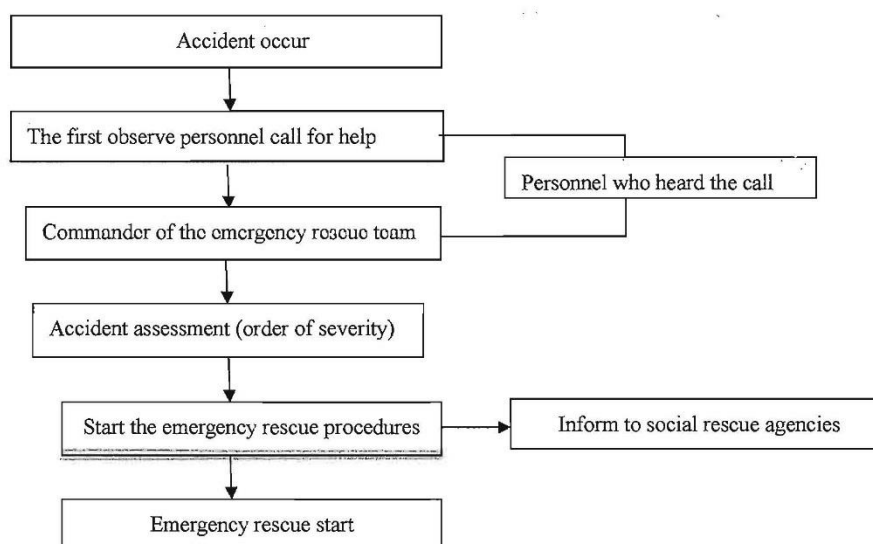 Accident occur
The first observe personnel call for help
Personnel who heard the call
Commander of the emergency rescue team
Accident assessment (order of severity)
Start the emergency rescue procedures
Inform to social rescue agencies
Emergency rescue start